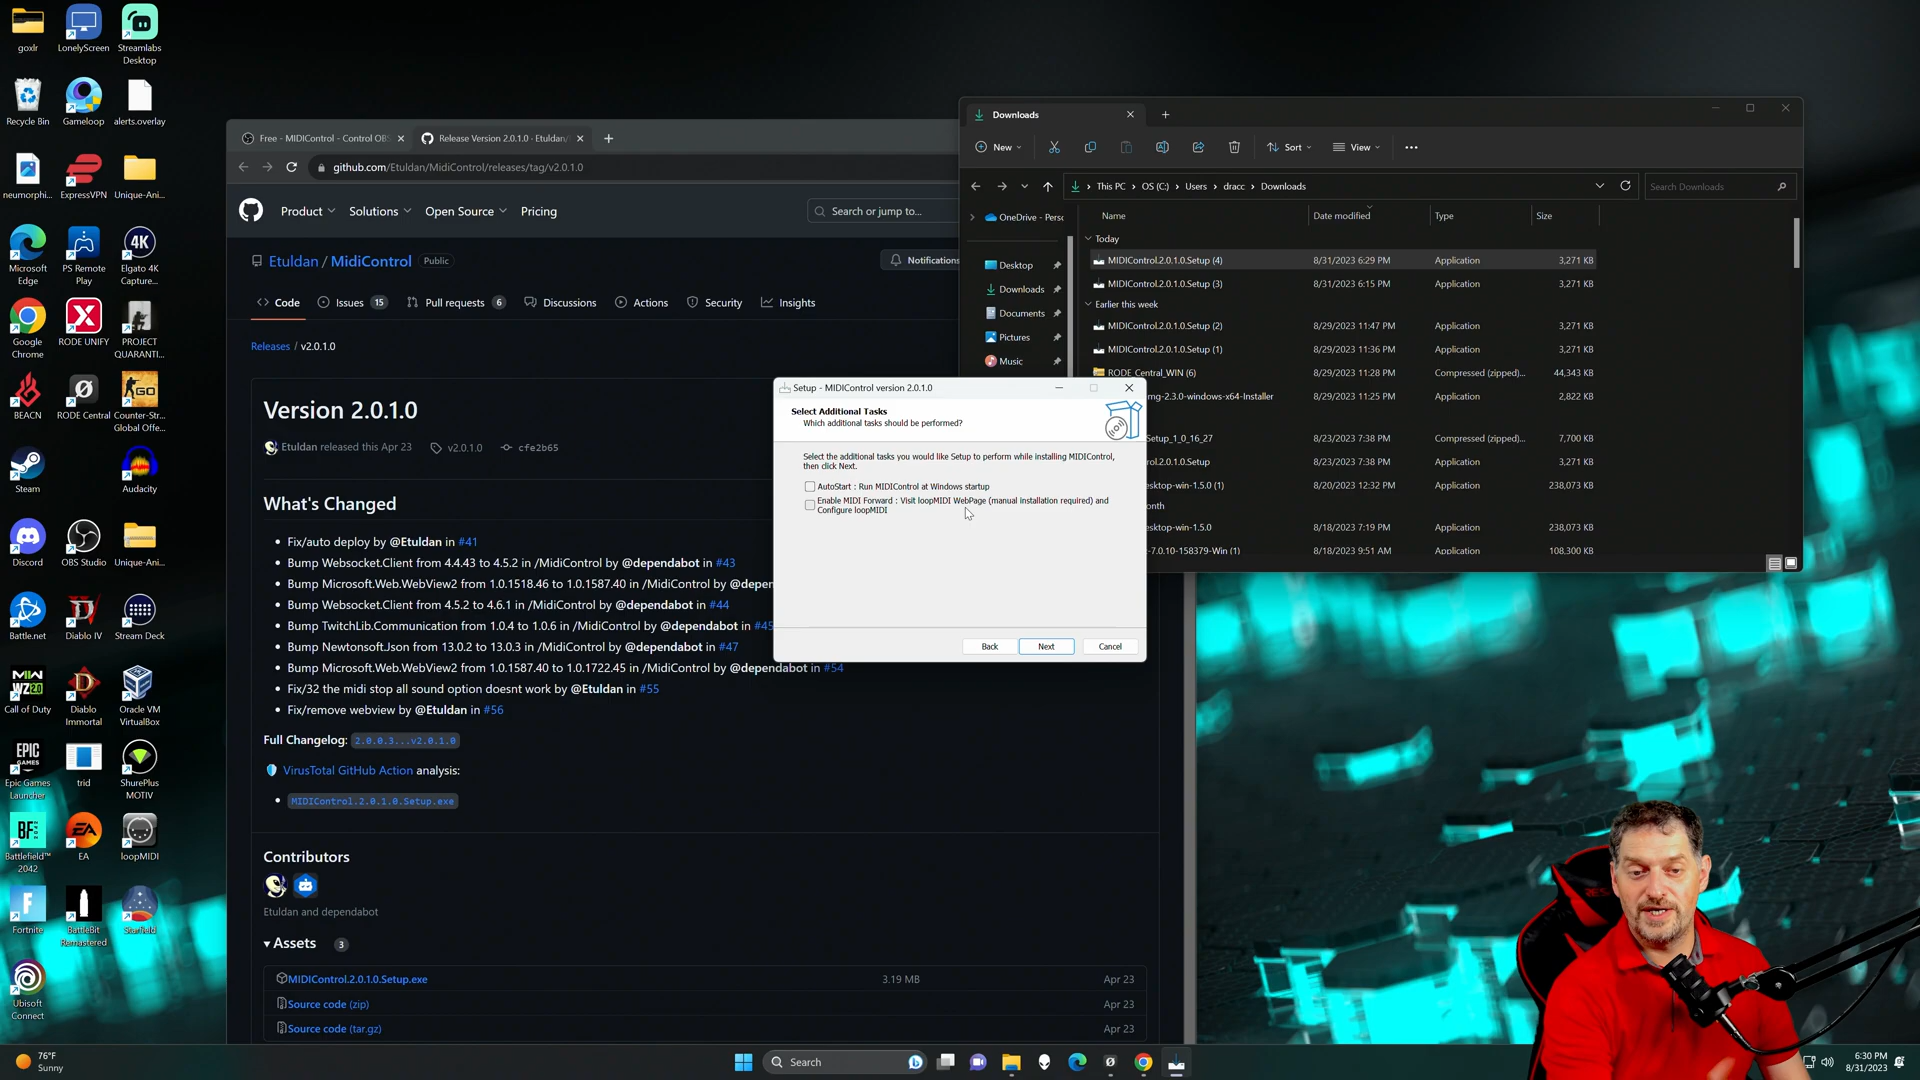 goxlr
LonelyScreen
Streamlabs
Desktop
Recycle Bin
Gameloop
alerts.overlay
neumorphi...
ExpressVPN
Unique-Ani...
Microsoft
Edge
PS Remote
Play
4K
Elgato 4K
Capture...
Google
Chrome
RODE UNIFY
PROJECT
QUARANTI...
BEACN
RODE Central
GO
Counter-Str...
Global Offe...
Steam
Audacity
Discord
OBS Studio
Unique-Ani...
Battle.net
Diablo IV
Stream Deck
Call of Duty
Diablo
Immortal
Oracle VM
VirtualBox
EPIC
GAMES
Epic Games
Launcher
trid
ShurePlus
MOTIV
BF
Battlefield™
2042
EA
EA
loopMIDI
Fortnite
BattleBit
Remastered
Starfield
Ubisoft
Connect
Free - MIDIControl - Control OBS
Release Version 2.0.1.0 · Etuldan/
github.com/Etuldan/MidiControl/releases/tag/v2.0.1.0
Product
Solutions
Open Source
Pricing
Search or jump to...
Etuldan / MidiControl
Public
Notifications
Code
Issues 15
Pull requests 6
Discussions
Actions
Security
Insights
Releases / v2.0.1.0
Version 2.0.1.0
Etuldan released this Apr 23
v2.0.1.0
cfe2b65
What's Changed
• Fix/auto deploy by @Etuldan in #41
• Bump Websocket.Client from 4.4.43 to 4.5.2 in /MidiControl by @dependabot in #43
• Bump Microsoft.Web.WebView2 from 1.0.1518.46 to 1.0.1587.40 in /MidiControl by @depen
• Bump Websocket.Client from 4.5.2 to 4.6.1 in /MidiControl by @dependabot in #44
• Bump TwitchLib.Communication from 1.0.4 to 1.0.6 in /MidiControl by @dependabot in #45
• Bump Newtonsoft.Json from 13.0.2 to 13.0.3 in /MidiControl by @dependabot in #47
• Bump Microsoft.Web.WebView2 from 1.0.1587.40 to 1.0.1722.45 in /MidiControl by @dependabot in #54
• Fix/32 the midi stop all sound option doesnt work by @Etuldan in #55
• Fix/remove webview by @Etuldan in #56
Full Changelog: 2.0.0.3...v2.0.1.0
VirusTotal GitHub Action analysis:
• MIDIControl.2.0.1.0.Setup.exe
Contributors
Etuldan and dependabot
Assets 3
MIDIControl.2.0.1.0.Setup.exe 3.19 MB Apr 23
Source code (zip) Apr 23
Source code (tar.gz) Apr 23
Downloads
New
Sort
View
This PC › OS (C:) › Users › dracc › Downloads
Search Downloads
OneDrive - Perso
Desktop
Downloads
Documents
Pictures
Music
Name Date modified Type Size
Today
MIDIControl.2.0.1.0.Setup (4) 8/31/2023 6:29 PM Application 3,271 KB
MIDIControl.2.0.1.0.Setup (3) 8/31/2023 6:15 PM Application 3,271 KB
Earlier this week
MIDIControl.2.0.1.0.Setup (2) 8/29/2023 11:47 PM Application 3,271 KB
MIDIControl.2.0.1.0.Setup (1) 8/29/2023 11:36 PM Application 3,271 KB
RODE_Central_WIN (6) 8/29/2023 11:28 PM Compressed (zipped)... 44,343 KB
mg-2.3.0-windows-x64-Installer 8/29/2023 11:25 PM Application 2,822 KB
Setup_1_0_16_27 8/23/2023 7:38 PM Compressed (zipped)... 7,700 KB
rol.2.0.1.0.Setup 8/23/2023 7:38 PM Application 3,271 KB
esktop-win-1.5.0 (1) 8/20/2023 12:32 PM Application 238,073 KB
onth
esktop-win-1.5.0 8/18/2023 7:19 PM Application 238,073 KB
-7.0.10-158379-Win (1) 8/18/2023 9:51 AM Application 108,300 KB
Setup - MIDIControl version 2.0.1.0
Select Additional Tasks
Which additional tasks should be performed?
Select the additional tasks you would like Setup to perform while installing MIDIControl,
then click Next.
AutoStart : Run MIDIControl at Windows startup
Enable MIDI Forward : Visit loopMIDI WebPage (manual installation required) and
Configure loopMIDI
Back
Next
Cancel
76°F
Sunny
Search
6:30 PM
8/31/2023